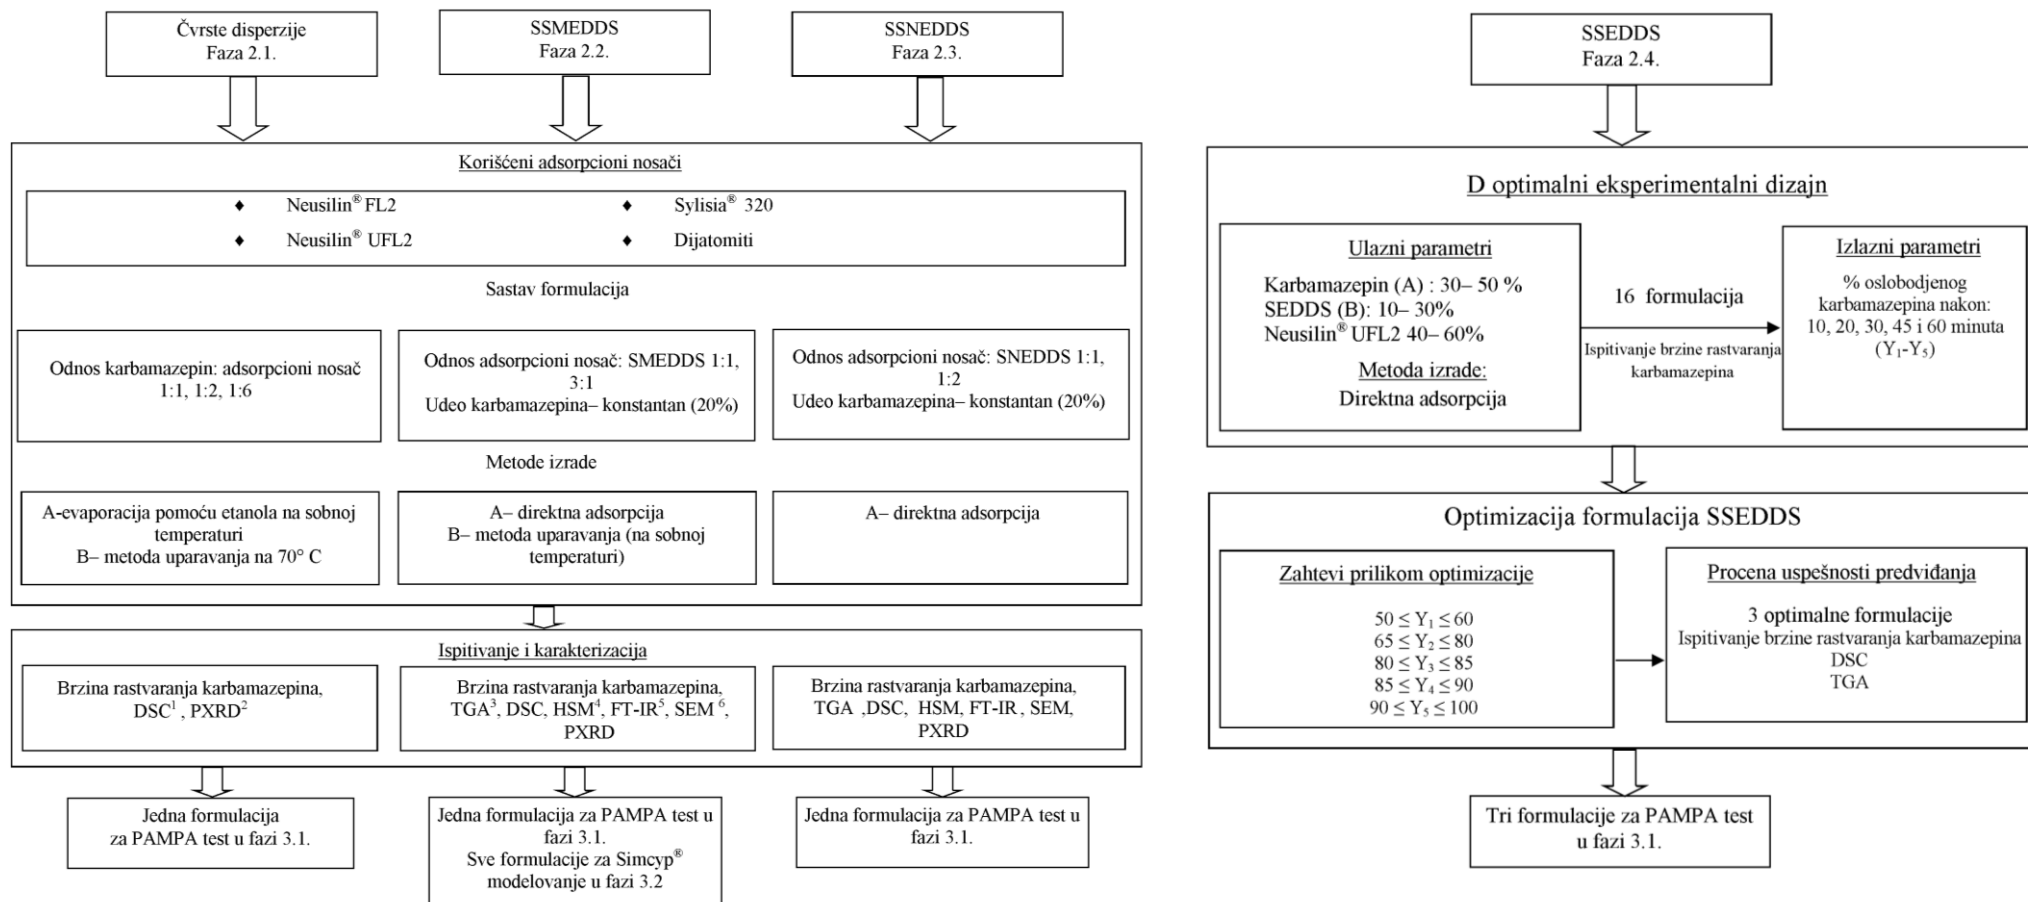 Čvrste disperzije
Faza 2.1.
SSMEDDS
Faza 2.2.
SSNEDDS
Faza 2.3.
Korišćeni adsorpcioni nosači
♦ Neusilin® FL2
♦ Sylisia® 320
♦ Neusilin® UFL2
♦ Dijatomiti
Sastav formulacija
Odnos karbamazepin: adsorpcioni nosač
1:1, 1:2, 1:6
Odnos adsorpcioni nosač: SMEDDS 1:1,
3:1
Udeo karbamazepina– konstantan (20%)
Odnos adsorpcioni nosač: SNEDDS 1:1,
1:2
Udeo karbamazepina– konstantan (20%)
Metode izrade
A-evaporacija pomoću etanola na sobnoj
temperaturi
B– metoda uparavanja na 70° C
A– direktna adsorpcija
B– metoda uparavanja (na sobnoj
temperaturi)
A– direktna adsorpcija
Ispitivanje i karakterizacija
Brzina rastvaranja karbamazepina,
DSC¹ , PXRD²
Brzina rastvaranja karbamazepina,
TGA³, DSC, HSM⁴, FT-IR⁵, SEM ⁶,
PXRD
Brzina rastvaranja karbamazepina,
TGA ,DSC, HSM, FT-IR , SEM,
PXRD
Jedna formulacija
za PAMPA test u fazi 3.1.
Jedna formulacija za PAMPA test u
fazi 3.1.
Sve formulacije za Simcyp®
modelovanje u fazi 3.2
Jedna formulacija za PAMPA test u
fazi 3.1.
SSEDDS
Faza 2.4.
D optimalni eksperimentalni dizajn
Ulazni parametri
Karbamazepin (A) : 30– 50 %
SEDDS (B): 10– 30%
Neusilin® UFL2 40– 60%
Metoda izrade:
Direktna adsorpcija
16 formulacija
Ispitivanje brzine rastvaranja
karbamazepina
Izlazni parametri
% oslobodjenog
karbamazepina nakon:
10, 20, 30, 45 i 60 minuta
(Y₁-Y₅)
Optimizacija formulacija SSEDDS
Zahtevi prilikom optimizacije
50 ≤ Y₁ ≤ 60
65 ≤ Y₂ ≤ 80
80 ≤ Y₃ ≤ 85
85 ≤ Y₄ ≤ 90
90 ≤ Y₅ ≤ 100
Procena uspešnosti predviđanja
3 optimalne formulacije
Ispitivanje brzine rastvaranja karbamazepina
DSC
TGA
Tri formulacije za PAMPA test
u fazi 3.1.